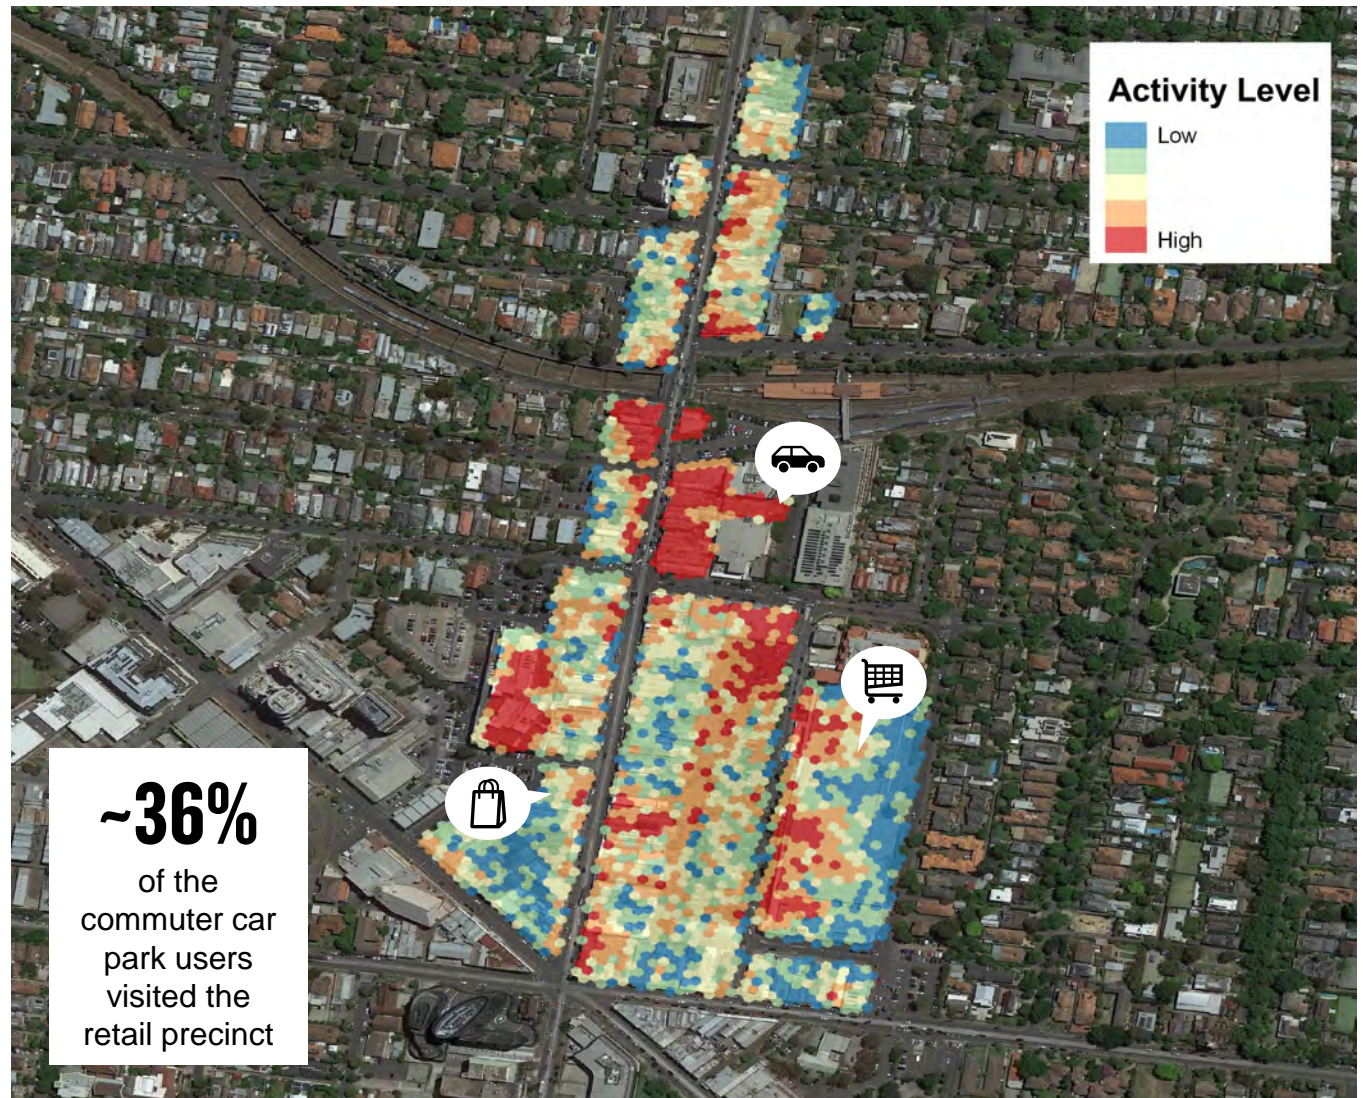 Activity Level
Low
High
~36%
of the
commuter car
park users
visited the
retail precinct